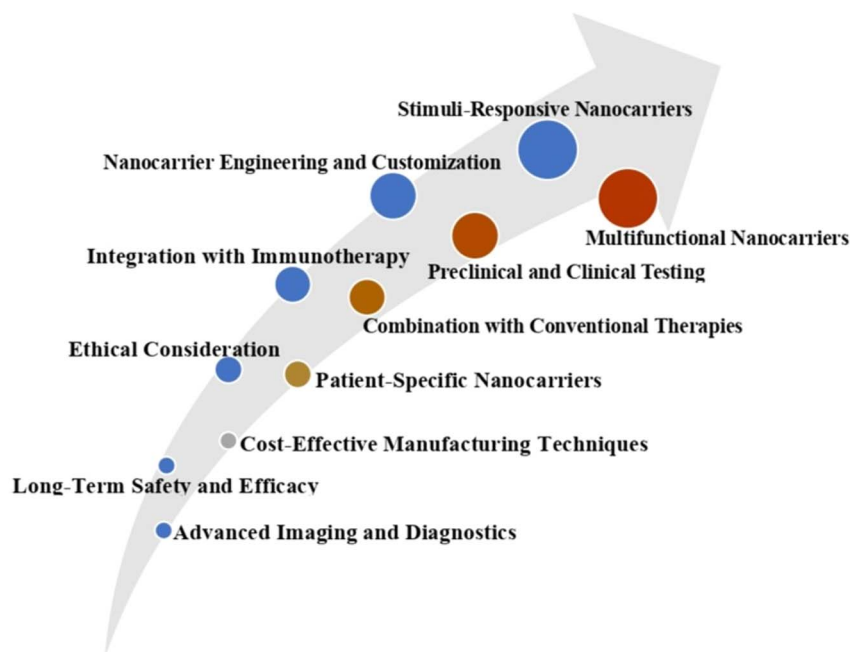 Stimuli-Responsive Nanocarriers
Nanocarrier Engineering and Customization
Multifunctional Nanocarriers
Integration with Immunotherapy
Preclinical and Clinical Testing
Combination with Conventional Therapies
Ethical Consideration
Patient-Specific Nanocarriers
Cost-Effective Manufacturing Techniques
Long-Term Safety and Efficacy
Advanced Imaging and Diagnostics